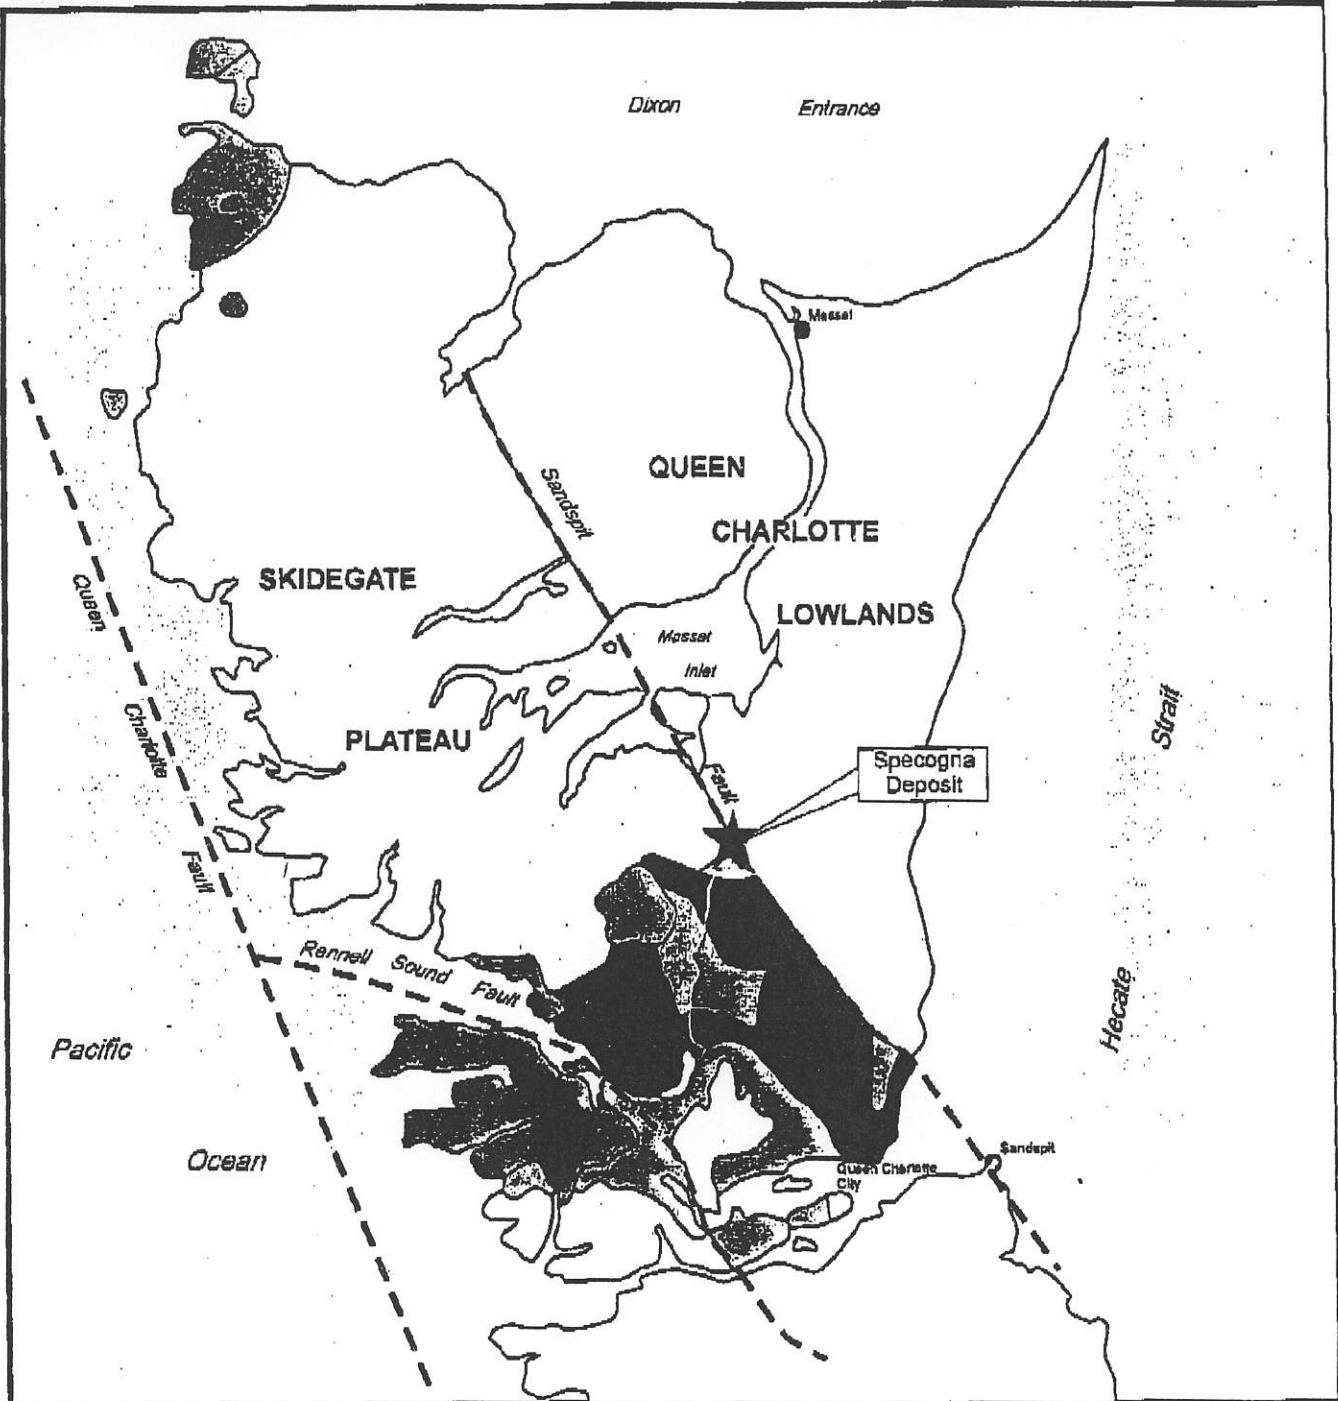 Dixon Entrance
Masset
QUEEN
CHARLOTTE
LOWLANDS
Sandspit
Fault
SKIDEGATE
PLATEAU
Masset
Inlet
Queen
Charlotte
Fault
Specogna
Deposit
Strait
Hecate
Rennell Sound Fault
Pacific
Ocean
Sandspit
Queen Charlotte
City